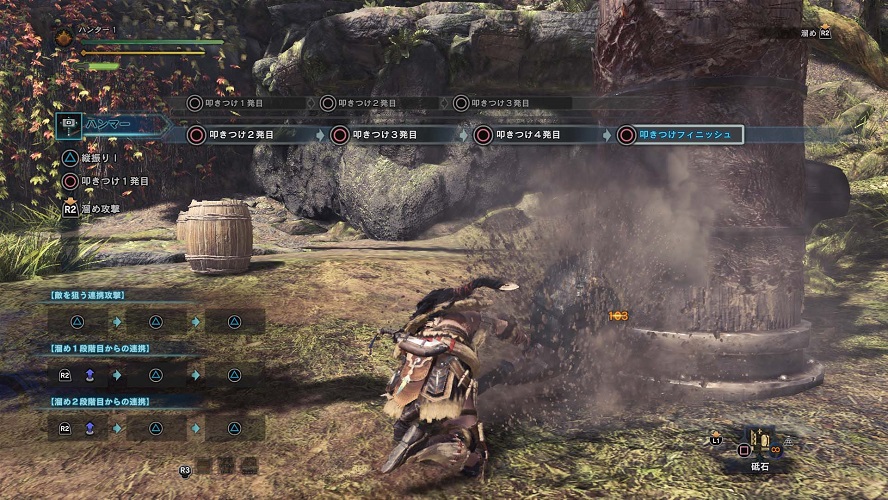 ハンター1
溜め R2
叩きつけ1発目 叩きつけ2発目 叩きつけ3発目
ハンマー
叩きつけ2発目 叩きつけ3発目 叩きつけ4発目 叩きつけフィニッシュ
縦振りⅠ
叩きつけ1発目
R2 溜め攻撃
【敵を狙う連携攻撃】
103
【溜め1段階目からの連携】
R2
【溜め2段階目からの連携】
R2
L1
R3
砥石